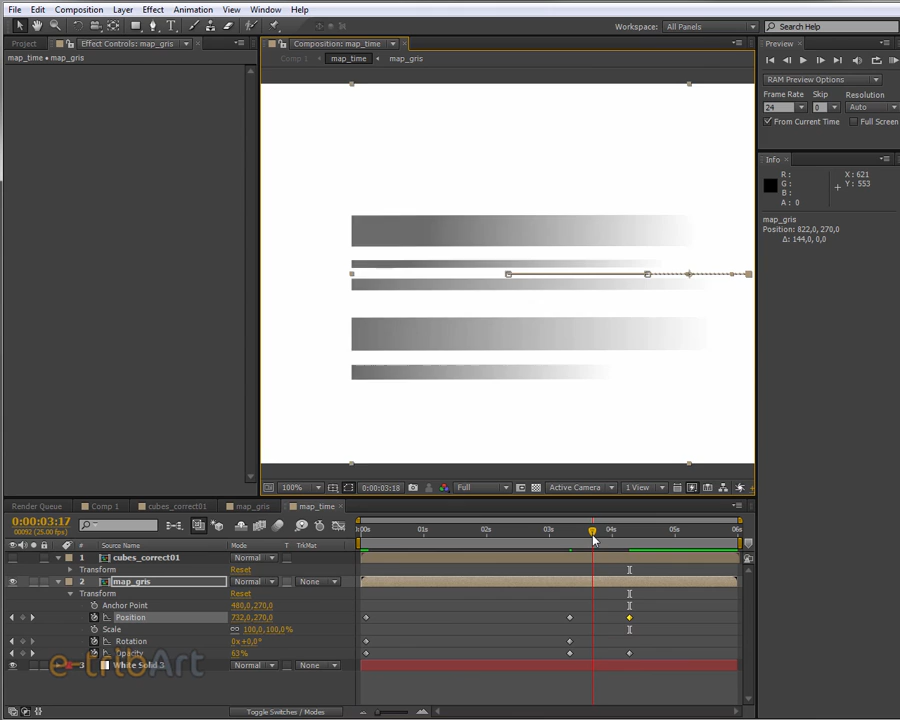 File Edit Composition Layer Effect Animation View Window Help
Workspace: All Panels Search Help
Project Effect Controls: map_gris Composition: map_time Preview
map_time • map_gris Comp 1 map_time map_gris
RAM Preview Options
Frame Rate Skip Resolution
24 0 Auto
From Current Time Full Screen
Info
R: X: 621
G: Y: 553
B:
A: 0
map_gris
Position: 822,0, 270,0
Δ: 144,0, 0,0
100% 0:00:03:18 Full Active Camera 1 View
Render Queue Comp 1 cubes_correct01 map_gris map_time
0:00:03:17
00092 (25.00 fps)
:00s 01s 02s 03s 04s 05s 06s
# Source Name Mode T TrkMat
1 cubes_correct01 Normal
Transform Reset
2 map_gris Normal None
Transform Reset
Anchor Point 480,0,270,0
Position 732,0,270,0
Scale 100,0,100,0%
Rotation 0x+0,0°
Opacity 63%
3 White Solid 3 Normal None
e-tribArt
Toggle Switches / Modes